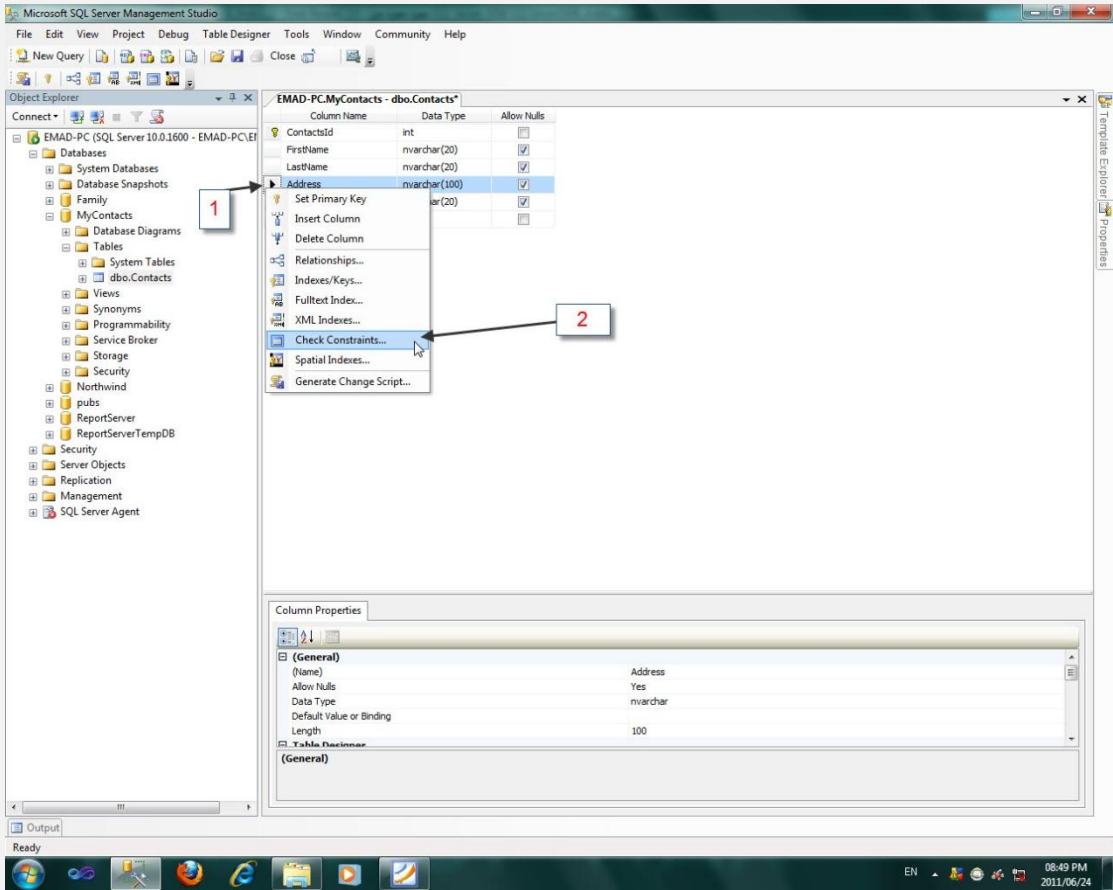 Microsoft SQL Server Management Studio
File Edit View Project Debug Table Designer Tools Window Community Help
New Query Close
Object Explorer
Connect
EMAD-PC (SQL Server 10.0.1600 - EMAD-PC\
Databases
System Databases
Database Snapshots
Family
MyContacts
Database Diagrams
Tables
System Tables
dbo.Contacts
Views
Synonyms
Programmability
Service Broker
Storage
Security
Northwind
pubs
ReportServer
ReportServerTempDB
Security
Server Objects
Replication
Management
SQL Server Agent
1
EMAD-PC.MyContacts - dbo.Contacts*
Column Name Data Type Allow Nulls
ContactsId int
FirstName nvarchar(20)
LastName nvarchar(20)
Address nvarchar(100)
ar(20)
Set Primary Key
Insert Column
Delete Column
Relationships...
Indexes/Keys...
Fulltext Index...
XML Indexes...
Check Constraints...
Spatial Indexes...
Generate Change Script...
2
Template Explorer
Properties
Column Properties
(General)
(Name) Address
Allow Nulls Yes
Data Type nvarchar
Default Value or Binding
Length 100
Table Designer
(General)
Output
Ready
EN
08:49 PM
2011/06/24